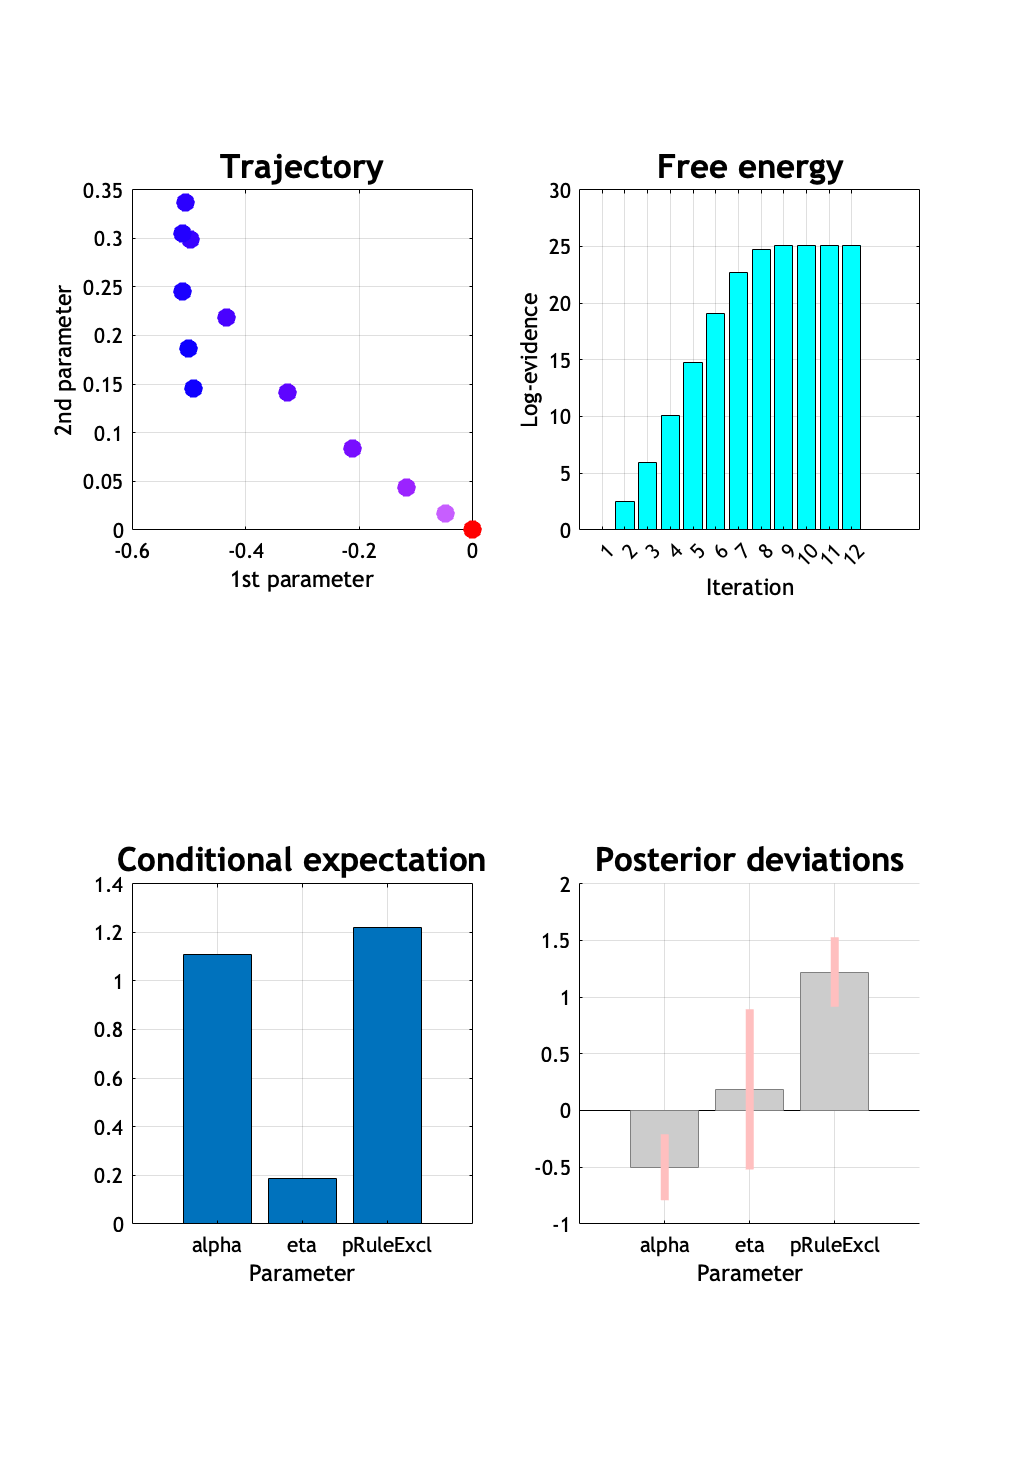 Trajectory
0.35
0.3
0.25
0.2
0.15
0.1
0.05
0
2nd parameter
-0.6 -0.4 -0.2 0
1st parameter
Free energy
30
25
20
15
10
5
0
Log-evidence
1 2 3 4 5 6 7 8 9 10 11 12
Iteration
Conditional expectation
1.4
1.2
1
0.8
0.6
0.4
0.2
0
alpha eta pRuleExcl
Parameter
Posterior deviations
2
1.5
1
0.5
0
-0.5
-1
alpha eta pRuleExcl
Parameter